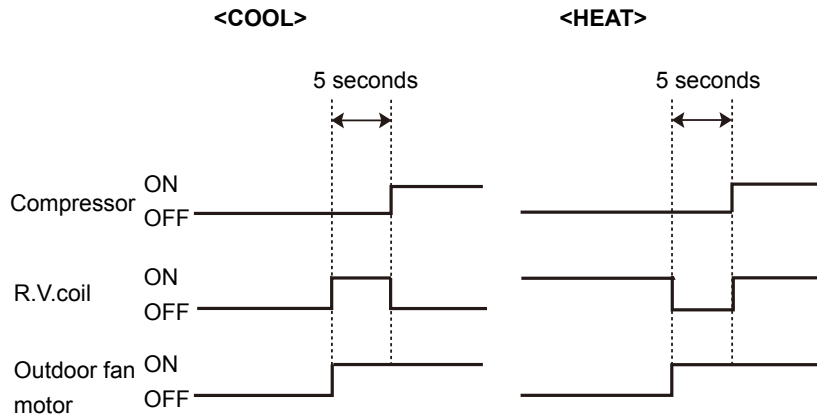 <COOL> <HEAT>
5 seconds 5 seconds
Compressor ON
OFF
R.V.coil ON
OFF
Outdoor fan ON
motor OFF